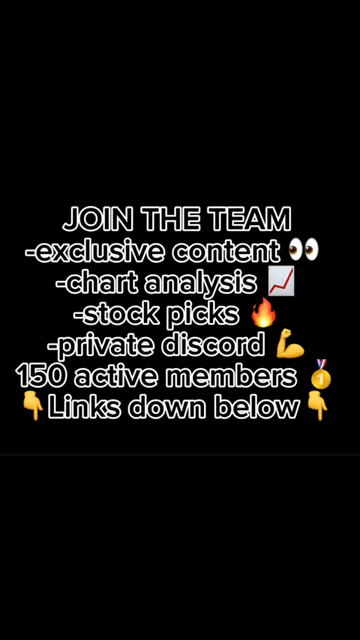 JOIN THE TEAM
-exclusive content 👀
-chart analysis 📈
-stock picks 🔥
-private discord 💪
150 active members 🏅
👇Links down below👇